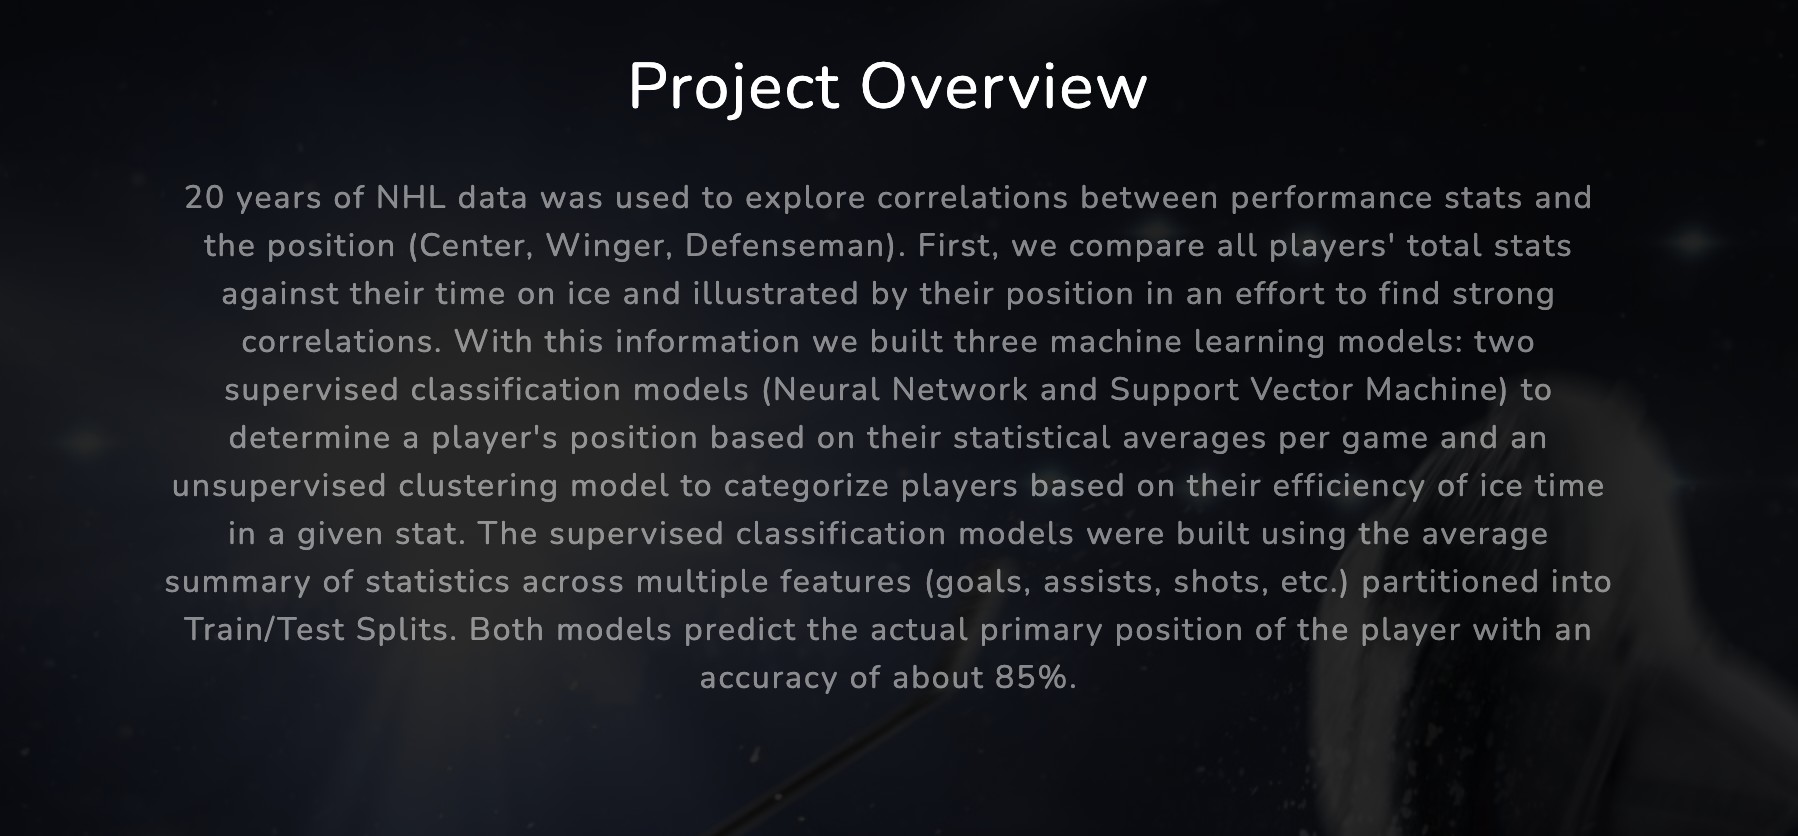 Project Overview
20 years of NHL data was used to explore correlations between performance stats and
the position (Center, Winger, Defenseman). First, we compare all players' total stats
against their time on ice and illustrated by their position in an effort to find strong
correlations. With this information we built three machine learning models: two
supervised classification models (Neural Network and Support Vector Machine) to
determine a player's position based on their statistical averages per game and an
unsupervised clustering model to categorize players based on their efficiency of ice time
in a given stat. The supervised classification models were built using the average
summary of statistics across multiple features (goals, assists, shots, etc.) partitioned into
Train/Test Splits. Both models predict the actual primary position of the player with an
accuracy of about 85%.